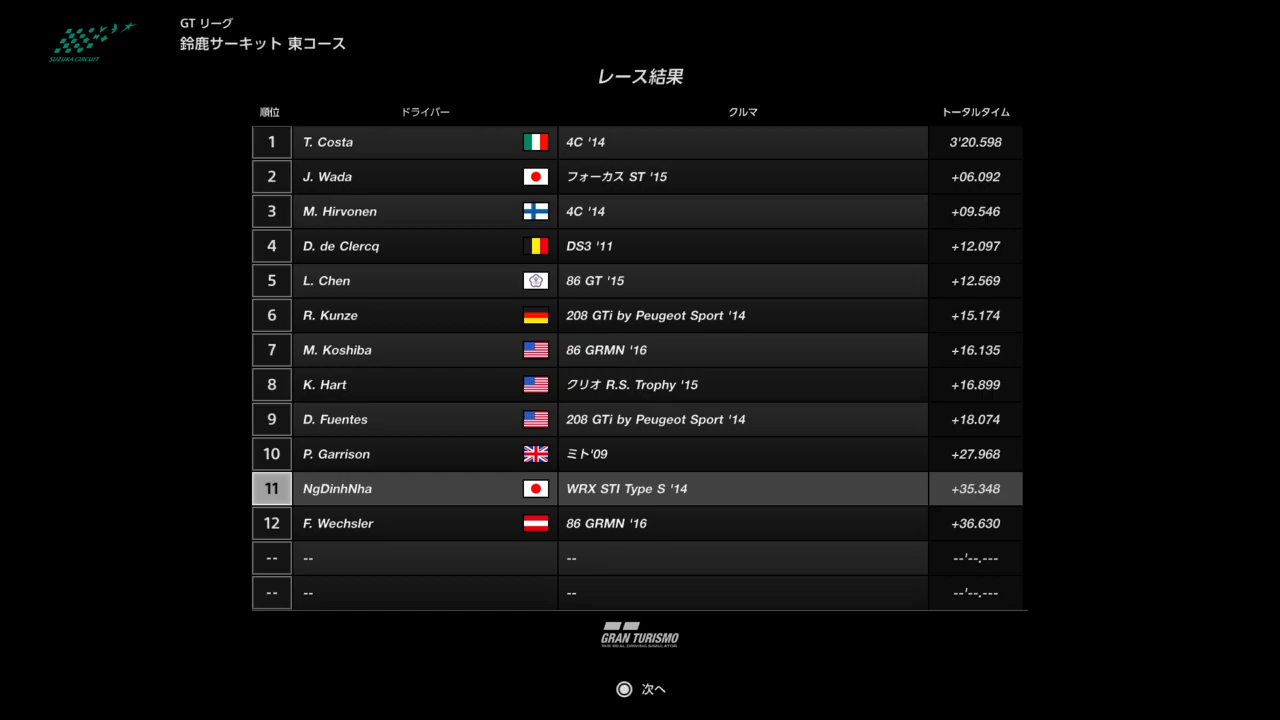 GT リーグ
鈴鹿サーキット 東コース
SUZUKA CIRCUIT
レース結果
順位 ドライバー クルマ トータルタイム
1 T. Costa 4C '14 3'20.598
2 J. Wada フォーカス ST '15 +06.092
3 M. Hirvonen 4C '14 +09.546
4 D. de Clercq DS3 '11 +12.097
5 L. Chen 86 GT '15 +12.569
6 R. Kunze 208 GTi by Peugeot Sport '14 +15.174
7 M. Koshiba 86 GRMN '16 +16.135
8 K. Hart クリオ R.S. Trophy '15 +16.899
9 D. Fuentes 208 GTi by Peugeot Sport '14 +18.074
10 P. Garrison ミト'09 +27.968
11 NgDinhNha WRX STI Type S '14 +35.348
12 F. Wechsler 86 GRMN '16 +36.630
-- -- -- --'--.---
-- -- -- --'--.---
GRAN TURISMO
THE REAL DRIVING SIMULATOR
次へ